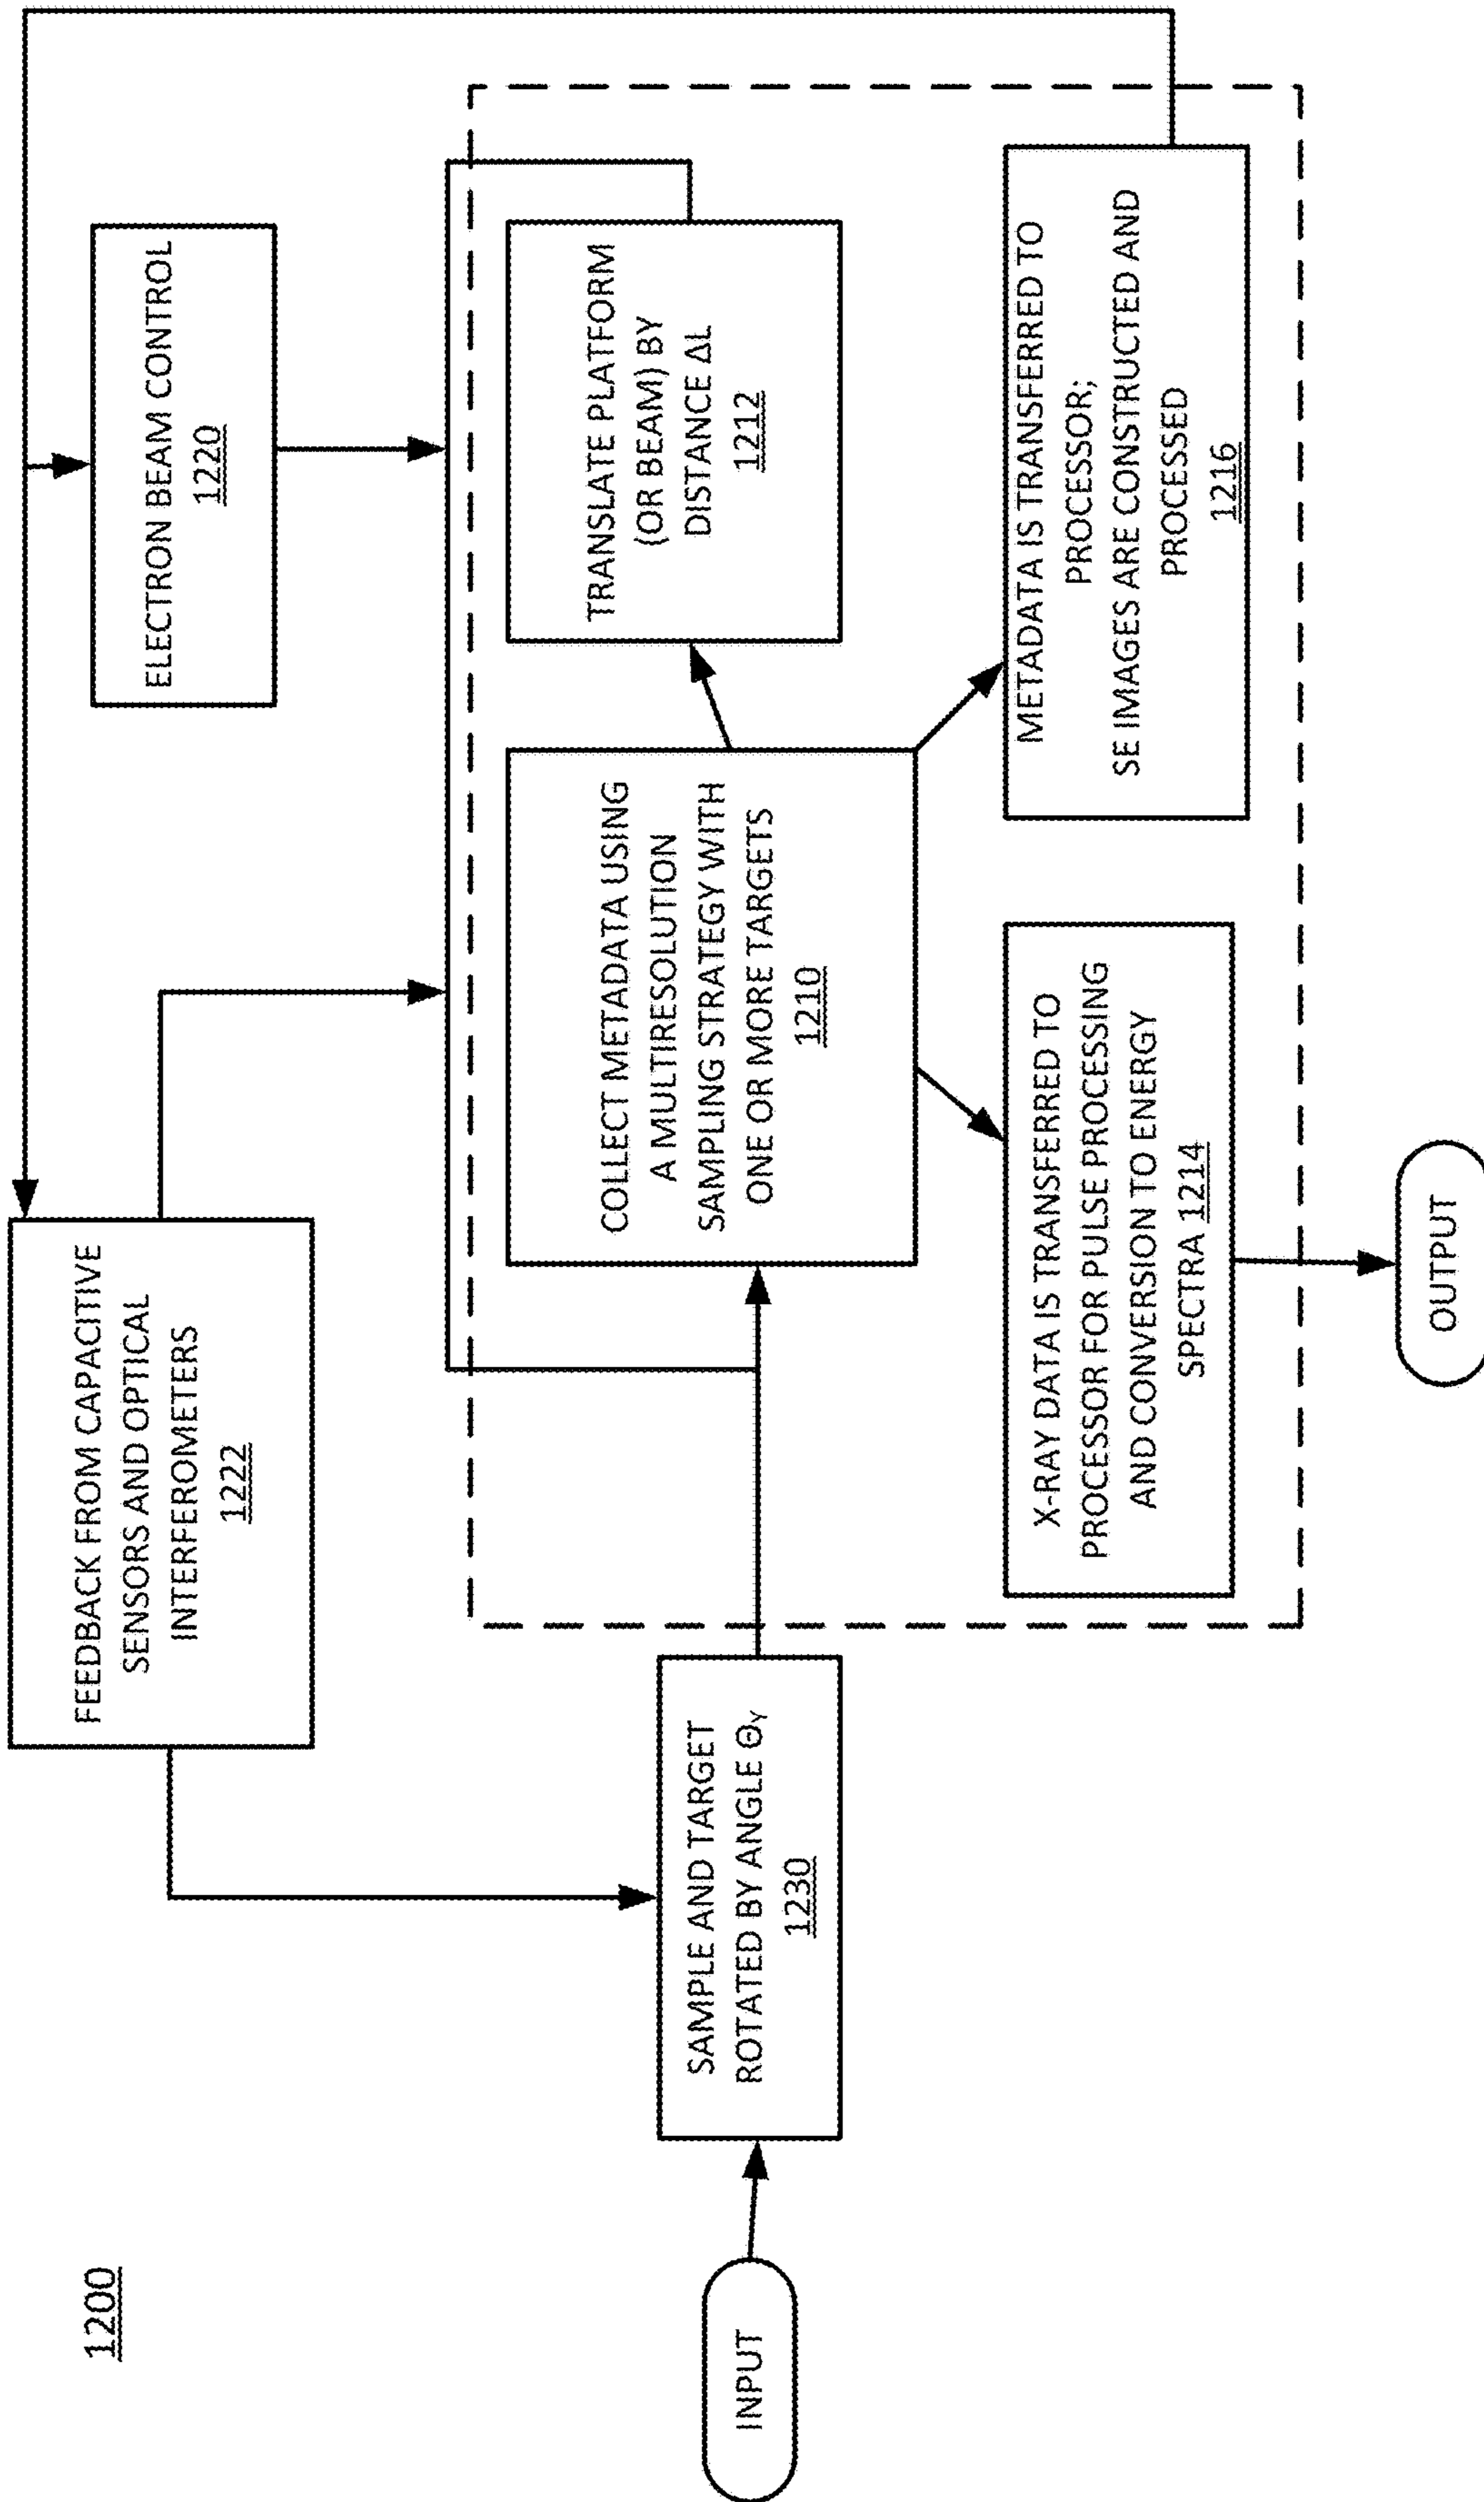 1200
INPUT
SAMPLE AND TARGET
ROTATED BY ANGLE ΘY
1230
FEEDBACK FROM CAPACITIVE
SENSORS AND OPTICAL
INTERFEROMETERS
1222
ELECTRON BEAM CONTROL
1220
COLLECT METADATA USING
A MULTIRESOLUTION
SAMPLING STRATEGY WITH
ONE OR MORE TARGETS
1210
TRANSLATE PLATFORM
(OR BEAM) BY
DISTANCE ΔL
1212
X-RAY DATA IS TRANSFERRED TO
PROCESSOR FOR PULSE PROCESSING
AND CONVERSION TO ENERGY
SPECTRA 1214
METADATA IS TRANSFERRED TO
PROCESSOR;
SE IMAGES ARE CONSTRUCTED AND
PROCESSED
1216
OUTPUT